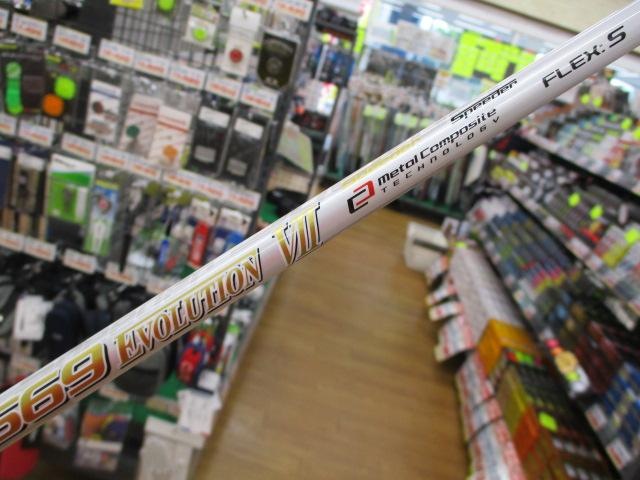 569 EVOLUTION VII
metal Composite
TECHNOLOGY
Speeder
FLEX:S